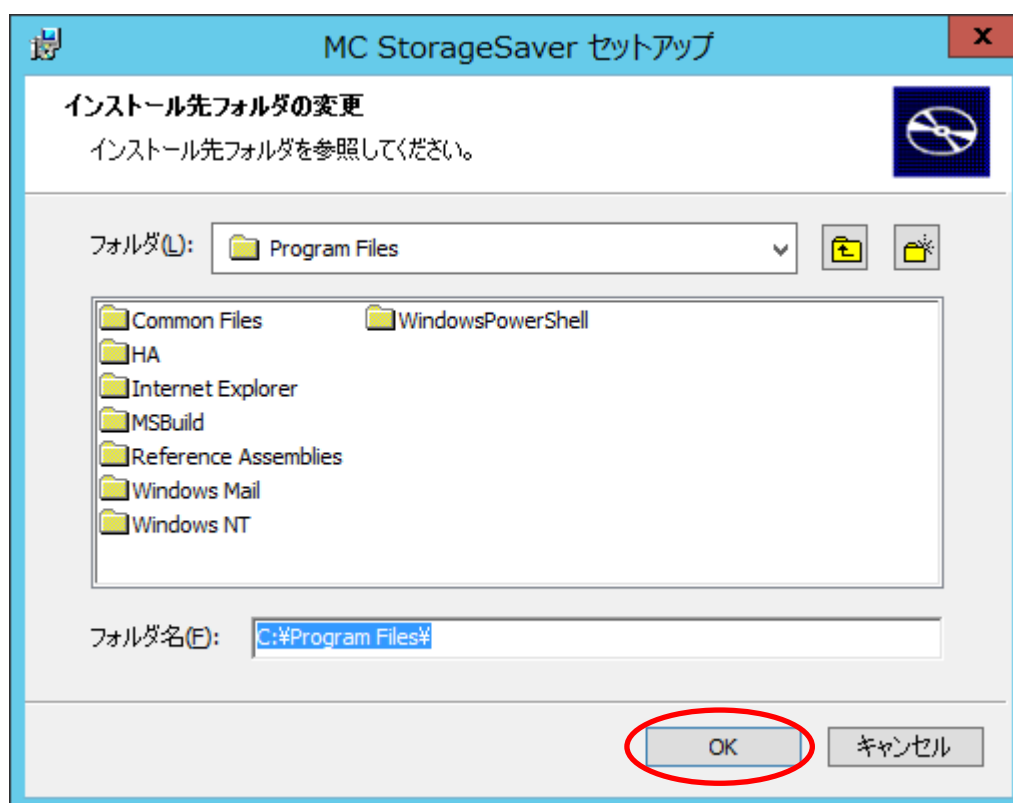 MC StorageSaver セットアップ
インストール先フォルダの変更
インストール先フォルダを参照してください。
フォルダ(L): Program Files
Common Files WindowsPowerShell
HA
Internet Explorer
MSBuild
Reference Assemblies
Windows Mail
Windows NT
フォルダ名(F): C:¥Program Files¥
OK キャンセル